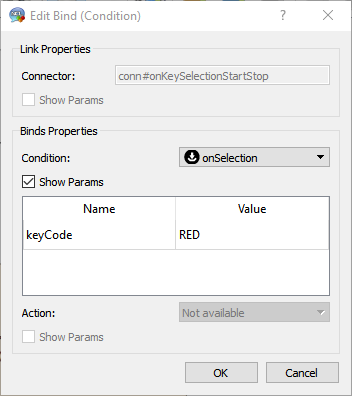 Edit Bind (Condition)
Link Properties
Connector: conn#onKeySelectionStartStop
Show Params
Binds Properties
Condition: onSelection
Show Params
Name Value
keyCode RED
Action: Not available
Show Params
OK Cancel